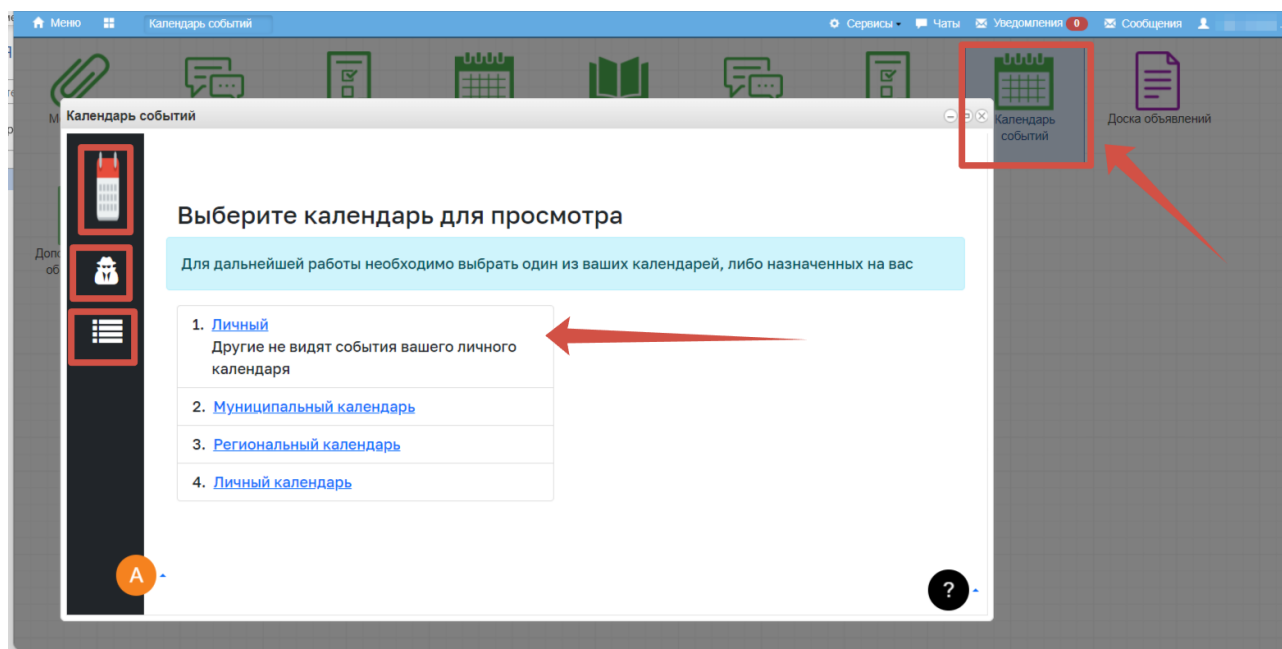 Меню
Календарь событий
Сервисы
Чаты
Уведомления 0
Сообщения
Календарь событий
Календарь
событий
Доска объявлений
Выберите календарь для просмотра
Для дальнейшей работы необходимо выбрать один из ваших календарей, либо назначенных на вас
1. Личный
Другие не видят события вашего личного
календаря
2. Муниципальный календарь
3. Региональный календарь
4. Личный календарь
А
?